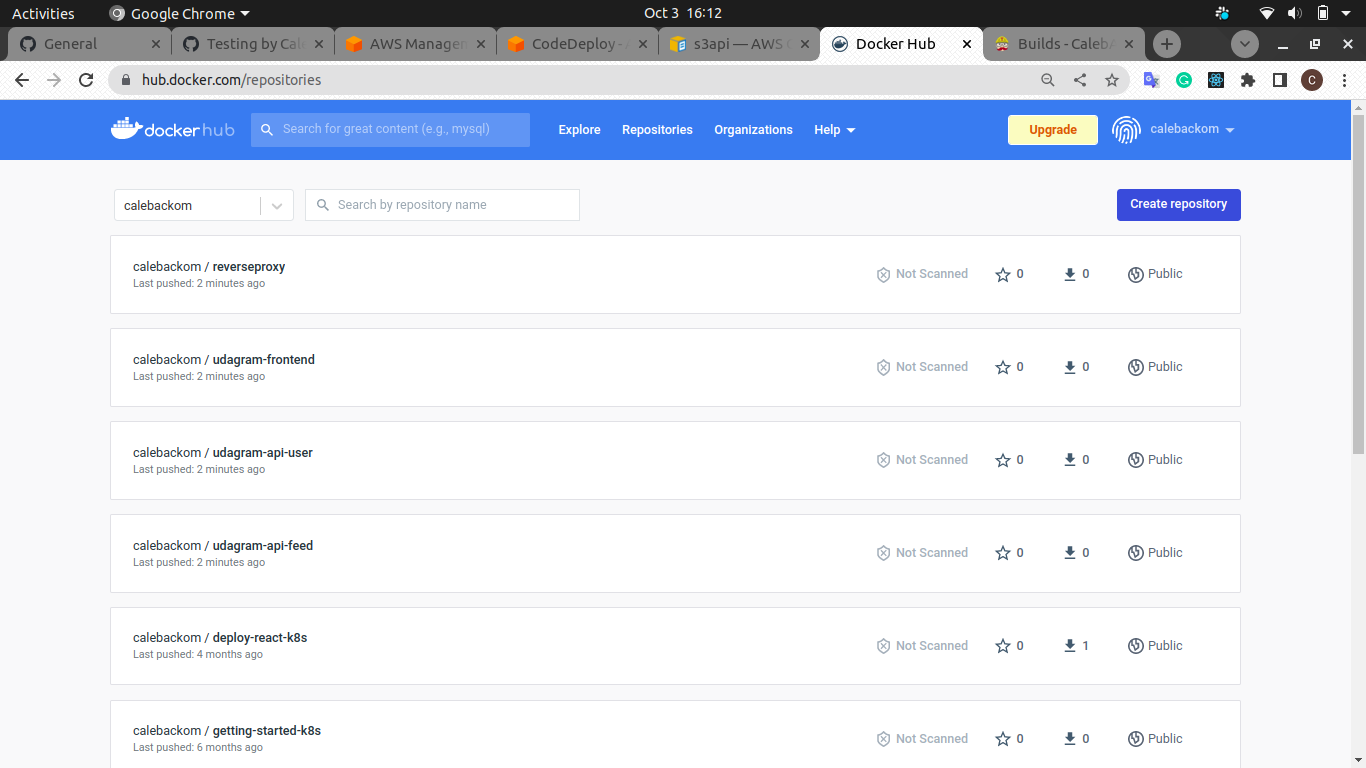 Activities Google Chrome Oct 3 16:12
General Testing by Cal AWS Manage CodeDeploy - s3api — AWS Docker Hub Builds - Caleb
hub.docker.com/repositories C
docker hub Search for great content (e.g., mysql) Explore Repositories Organizations Help Upgrade calebackom
calebackom Search by repository name Create repository
calebackom / reverseproxy
Last pushed: 2 minutes ago
Not Scanned 0 0 Public
calebackom / udagram-frontend
Last pushed: 2 minutes ago
Not Scanned 0 0 Public
calebackom / udagram-api-user
Last pushed: 2 minutes ago
Not Scanned 0 0 Public
calebackom / udagram-api-feed
Last pushed: 2 minutes ago
Not Scanned 0 0 Public
calebackom / deploy-react-k8s
Last pushed: 4 months ago
Not Scanned 0 1 Public
calebackom / getting-started-k8s
Last pushed: 6 months ago
Not Scanned 0 0 Public